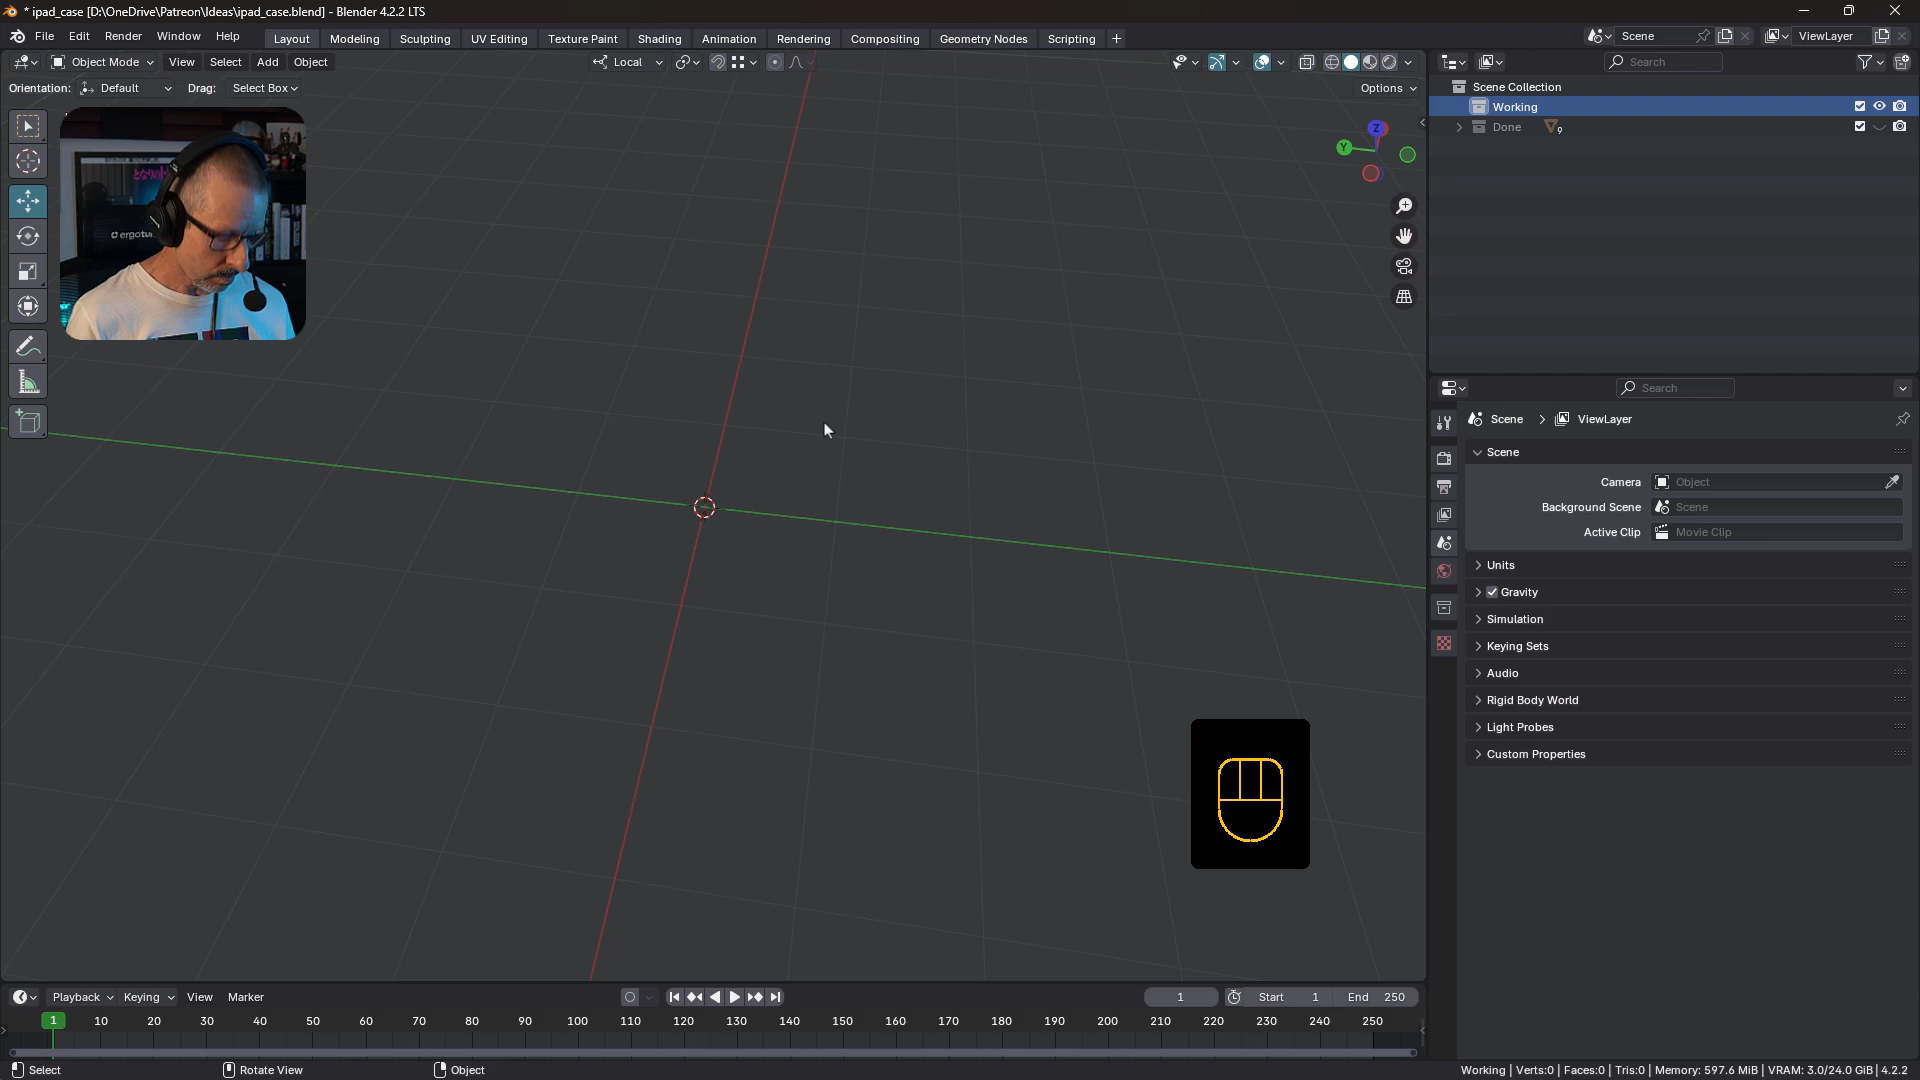 * ipad_case [D:\OneDrive\Patreon\Ideas\ipad_case.blend] - Blender 4.2.2 LTS
File Edit Render Window Help Layout Modeling Sculpting UV Editing Texture Paint Shading Animation Rendering Compositing Geometry Nodes Scripting + Scene ViewLayer
Object Mode View Select Add Object Local Search
Orientation: Default Drag: Select Box Options
Scene Collection
Working
Done 9
Z
Y
ergotu
Search
Scene > ViewLayer
Scene
Camera Object
Background Scene Scene
Active Clip Movie Clip
Units
Gravity
Simulation
Keying Sets
Audio
Rigid Body World
Light Probes
Custom Properties
Playback Keying View Marker 1 Start 1 End 250
1 10 20 30 40 50 60 70 80 90 100 110 120 130 140 150 160 170 180 190 200 210 220 230 240 250
Select Rotate View Object Working | Verts:0 | Faces:0 | Tris:0 | Memory: 597.6 MiB | VRAM: 3.0/24.0 GiB | 4.2.2